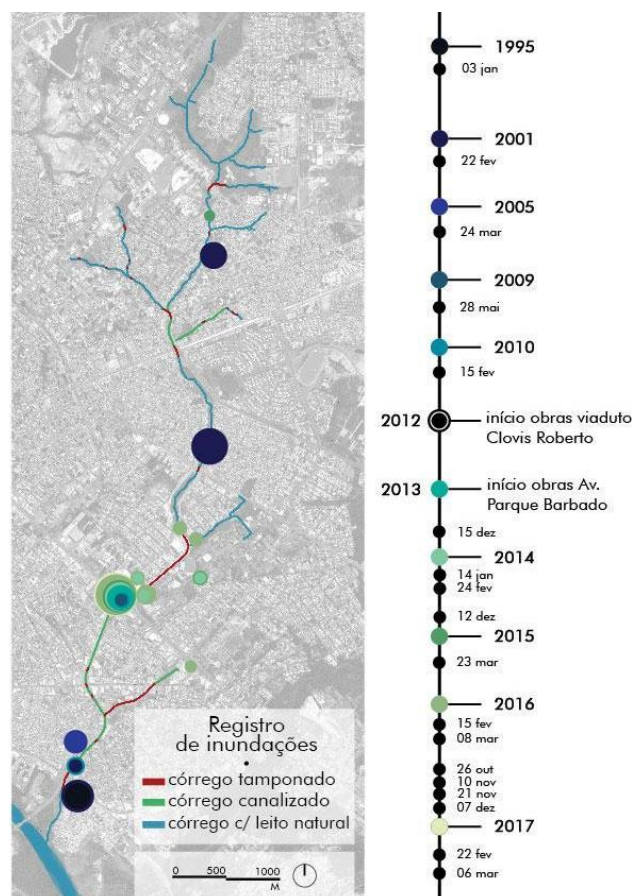 Registro
de inundações
•
córrego tamponado
córrego canalizado
córrego c/ leito natural
0 500 1000
M
1995
03 jan
2001
22 fev
2005
24 mar
2009
28 mai
2010
15 fev
2012 início obras viaduto
Clovis Roberto
2013 início obras Av.
Parque Barbado
15 dez
2014
14 jan
24 fev
12 dez
2015
23 mar
2016
15 fev
08 mar
26 out
10 nov
21 nov
07 dez
2017
22 fev
06 mar